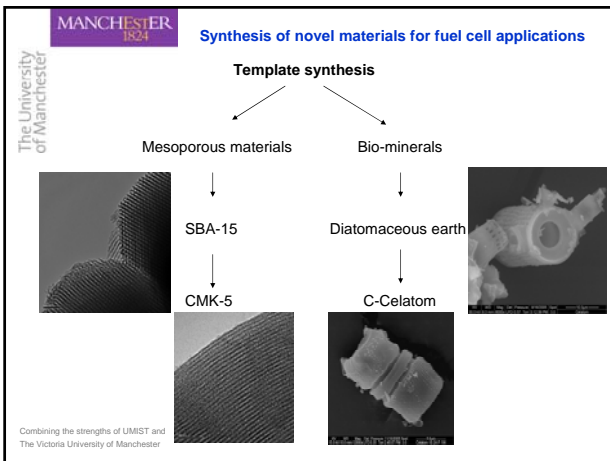 MANCHESTER
1824
The University
of Manchester
Synthesis of novel materials for fuel cell applications
Template synthesis
Mesoporous materials
Bio-minerals
SBA-15
Diatomaceous earth
CMK-5
C-Celatom
Combining the strengths of UMIST and
The Victoria University of Manchester